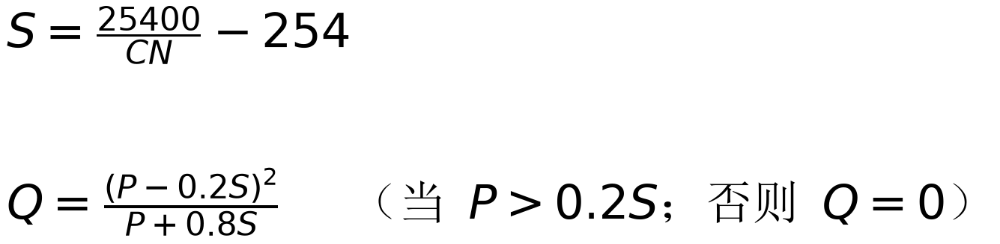 S = 25400/CN − 254
Q = (P − 0.2S)²/(P + 0.8S) （当 P > 0.2S；否则 Q = 0）